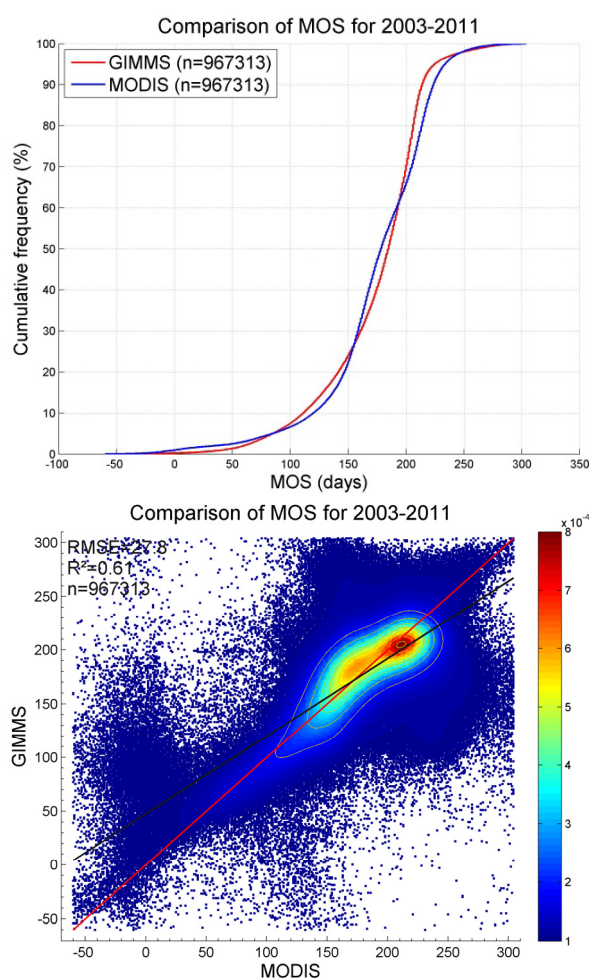 Comparison of MOS for 2003-2011
100
90
80
70
60
50
40
30
20
10
0
Cumulative frequency (%)
GIMMS (n=967313)
MODIS (n=967313)
-100 -50 0 50 100 150 200 250 300 350
MOS (days)
Comparison of MOS for 2003-2011
RMSE=27.8
R²=0.61
n=967313
300
250
200
150
100
50
0
-50
GIMMS
-50 0 50 100 150 200 250 300
MODIS
x 10⁻⁴
8
7
6
5
4
3
2
1